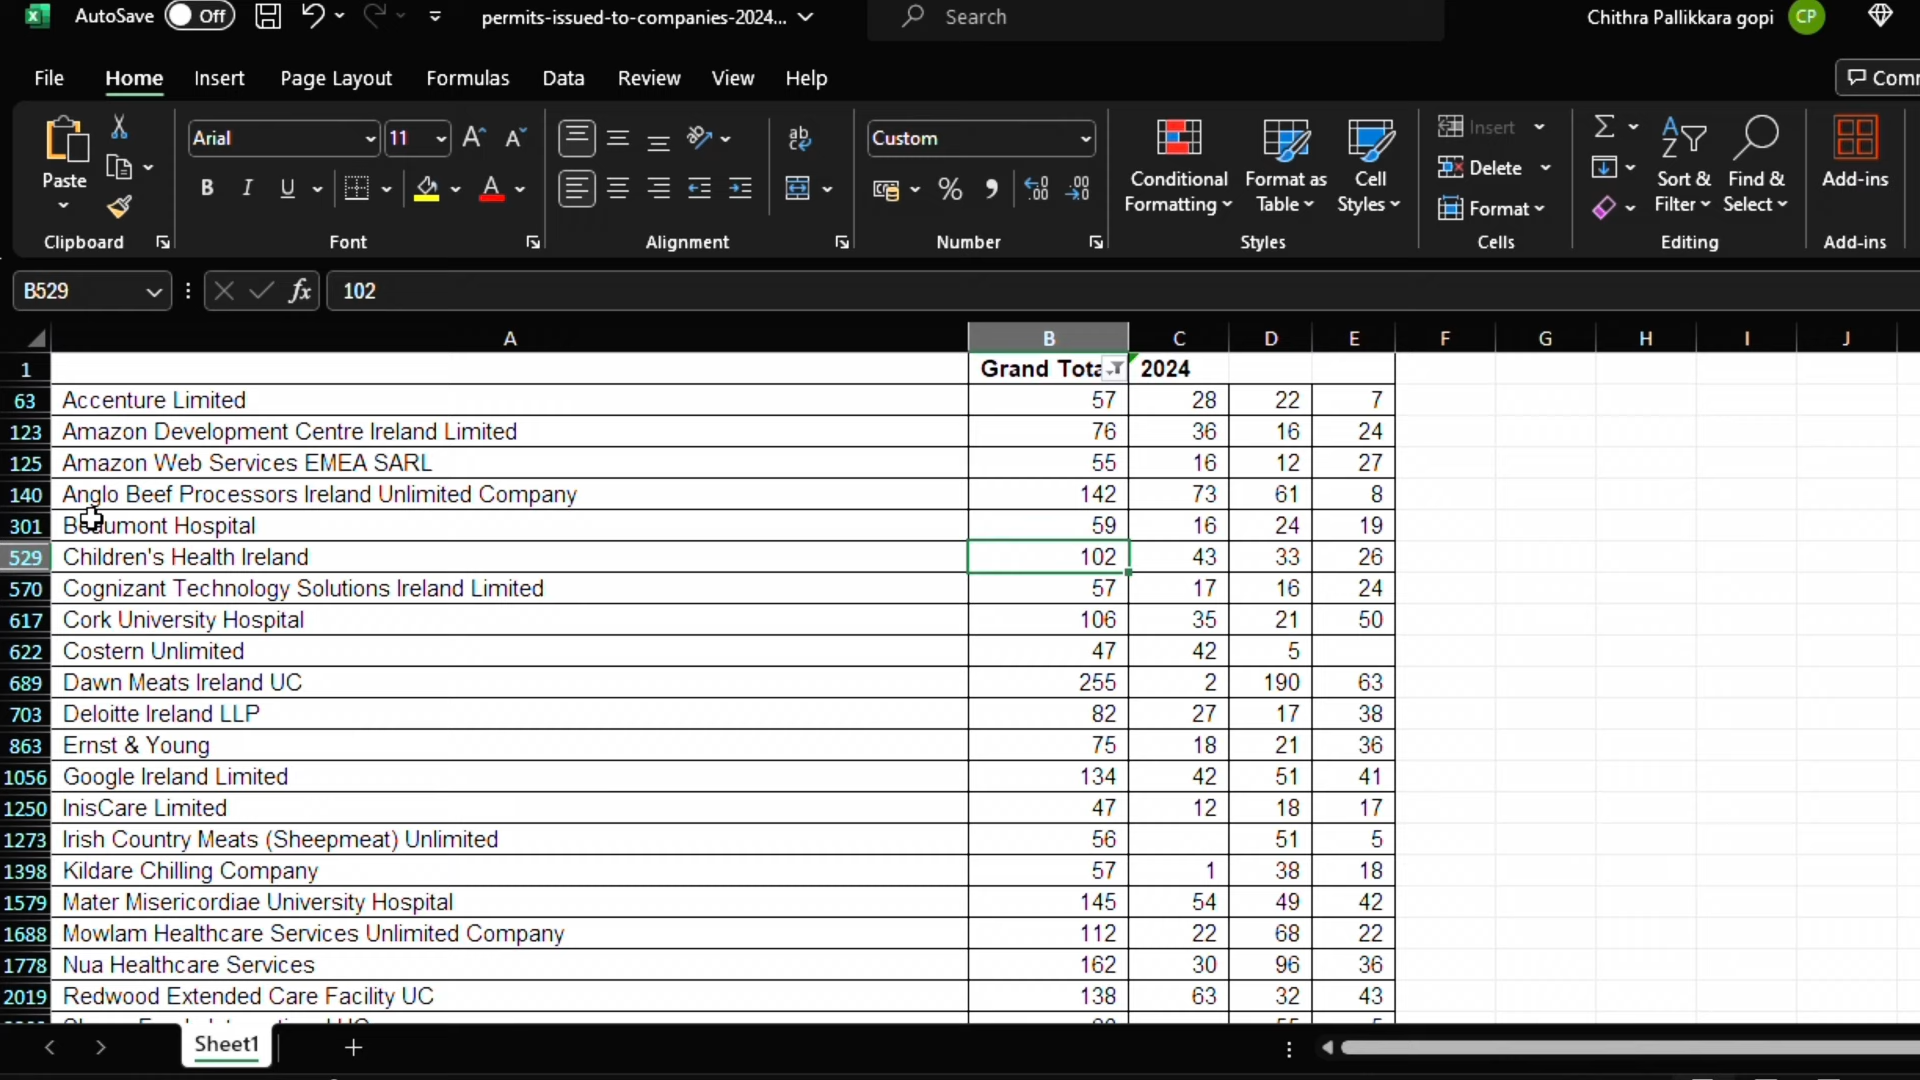 AutoSave Off permits-issued-to-companies-2024... Search Chithra Pallikkara gopi CP
File Home Insert Page Layout Formulas Data Review View Help Comm
Paste Arial 11 Custom Conditional Formatting Format as Table Cell Styles Insert Delete Format Sort & Filter Find & Select Add-ins
Clipboard Font Alignment Number Styles Cells Editing Add-ins
B529 fx 102
A B C D E F G H I J
1 Grand Tota 2024
63 Accenture Limited 57 28 22 7
123 Amazon Development Centre Ireland Limited 76 36 16 24
125 Amazon Web Services EMEA SARL 55 16 12 27
140 Anglo Beef Processors Ireland Unlimited Company 142 73 61 8
301 Beaumont Hospital 59 16 24 19
529 Children's Health Ireland 102 43 33 26
570 Cognizant Technology Solutions Ireland Limited 57 17 16 24
617 Cork University Hospital 106 35 21 50
622 Costern Unlimited 47 42 5
689 Dawn Meats Ireland UC 255 2 190 63
703 Deloitte Ireland LLP 82 27 17 38
863 Ernst & Young 75 18 21 36
1056 Google Ireland Limited 134 42 51 41
1250 InisCare Limited 47 12 18 17
1273 Irish Country Meats (Sheepmeat) Unlimited 56 51 5
1398 Kildare Chilling Company 57 1 38 18
1579 Mater Misericordiae University Hospital 145 54 49 42
1688 Mowlam Healthcare Services Unlimited Company 112 22 68 22
1778 Nua Healthcare Services 162 30 96 36
2019 Redwood Extended Care Facility UC 138 63 32 43
Sheet1